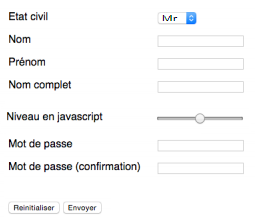 Etat civil Mr
Nom
Prénom
Nom complet
Niveau en javascript
Mot de passe
Mot de passe (confirmation)
Reinitialiser Envoyer